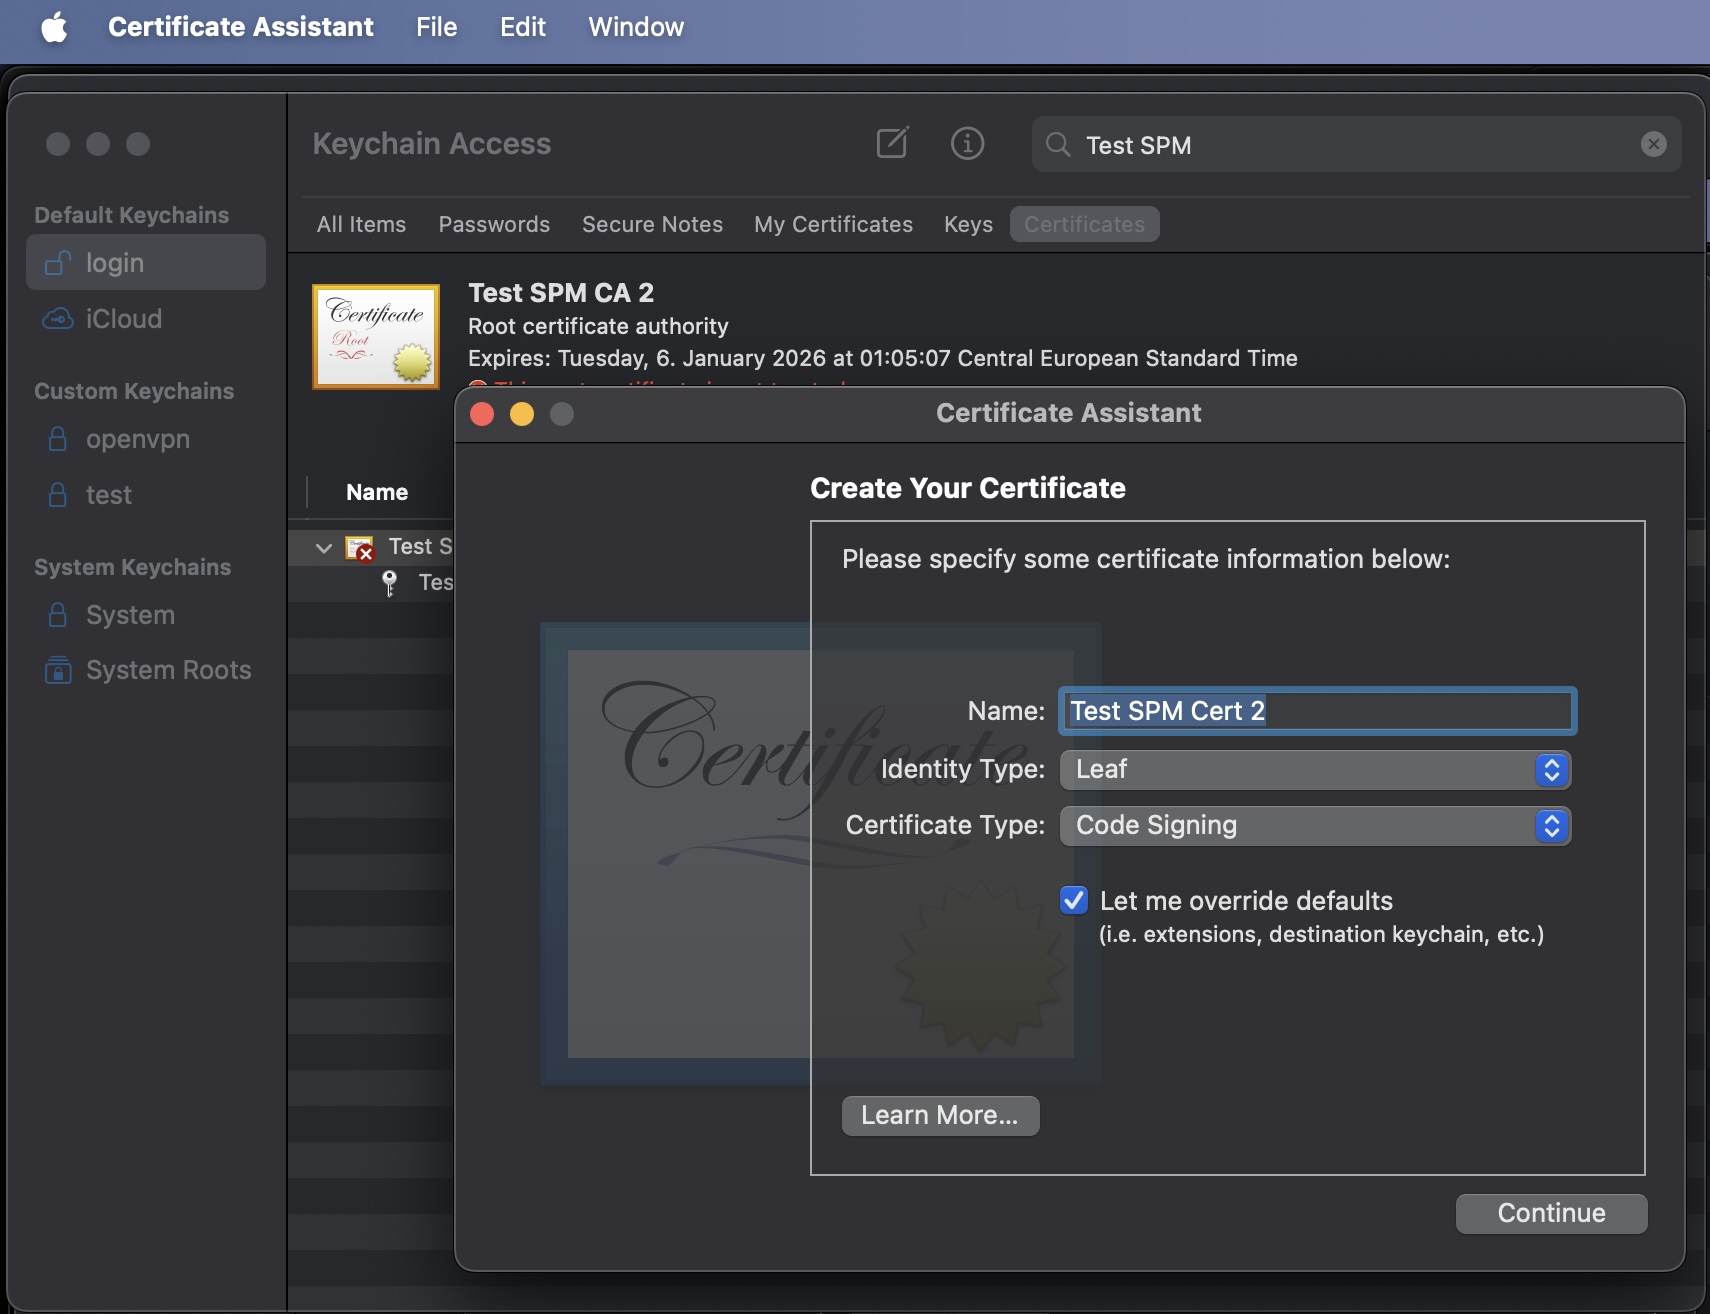 Certificate Assistant File Edit Window
Keychain Access
Test SPM
Default Keychains
login
iCloud
Custom Keychains
openvpn
test
System Keychains
System
System Roots
All Items Passwords Secure Notes My Certificates Keys Certificates
Certificate
Root
Test SPM CA 2
Root certificate authority
Expires: Tuesday, 6. January 2026 at 01:05:07 Central European Standard Time
Name
Test S
Tes
Certificate Assistant
Create Your Certificate
Please specify some certificate information below:
Certificate
Name: Test SPM Cert 2
Identity Type: Leaf
Certificate Type: Code Signing
Let me override defaults
(i.e. extensions, destination keychain, etc.)
Learn More...
Continue